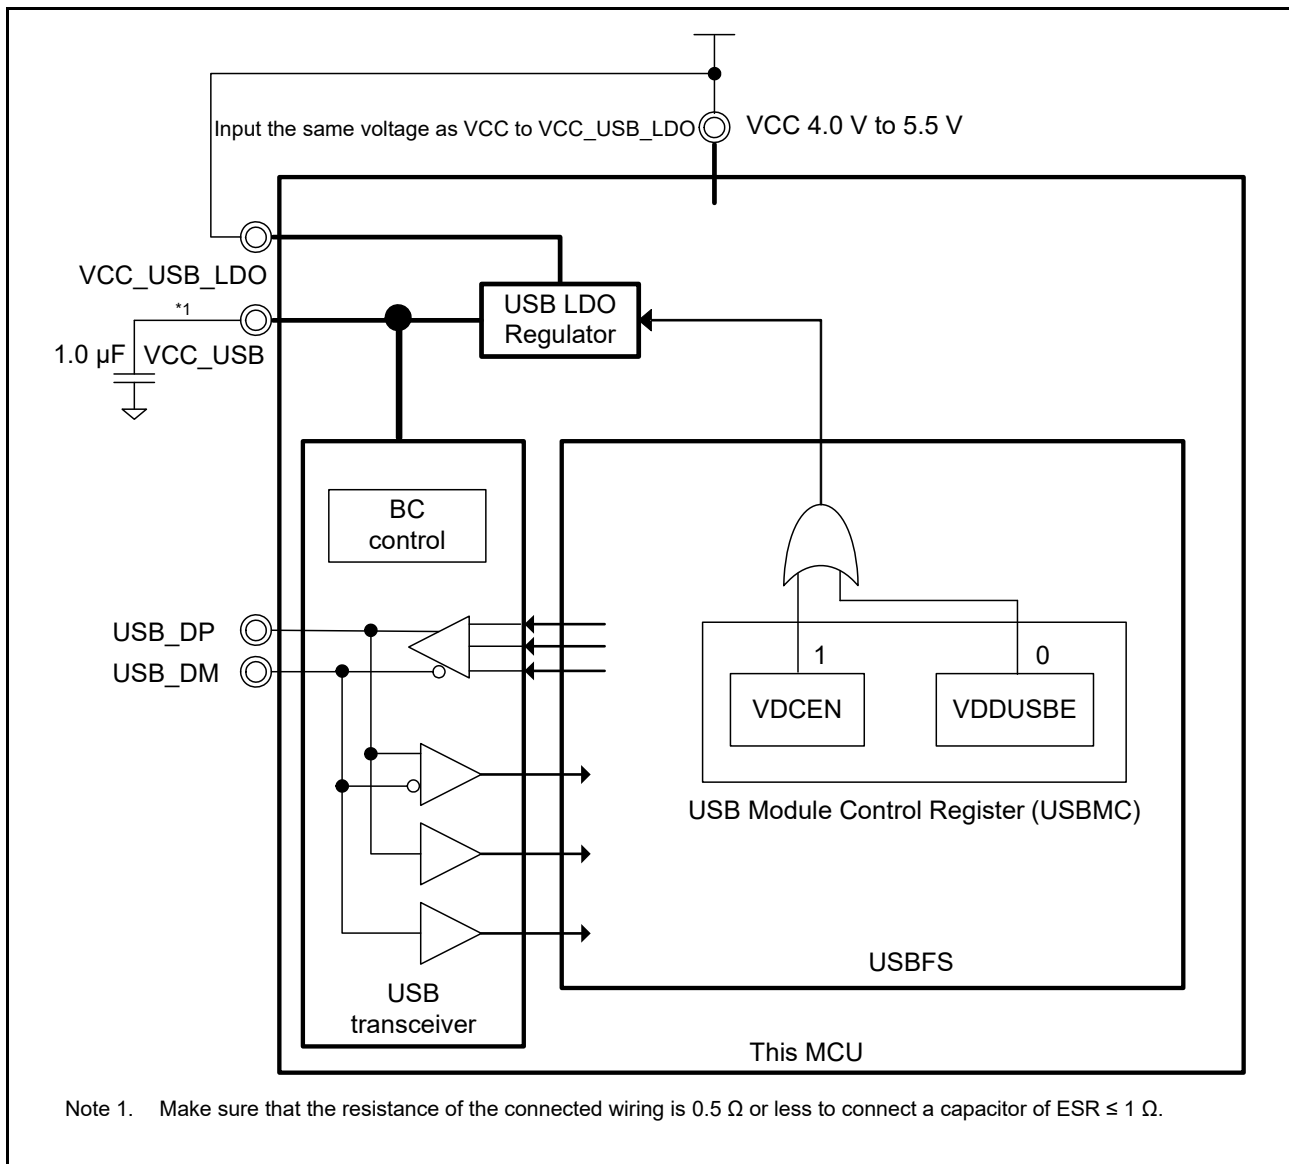 Input the same voltage as VCC to VCC_USB_LDO
VCC 4.0 V to 5.5 V
VCC_USB_LDO
*1
1.0 µF
VCC_USB
USB LDO
Regulator
BC
control
USB_DP
USB_DM
1
0
VDCEN
VDDUSBE
USB Module Control Register (USBMC)
USBFS
USB
transceiver
This MCU
Note 1. Make sure that the resistance of the connected wiring is 0.5 Ω or less to connect a capacitor of ESR ≤ 1 Ω.